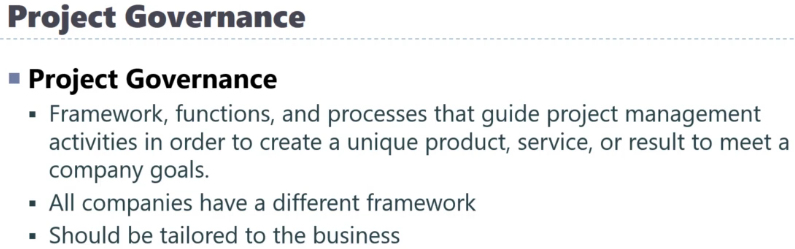 Project Governance
Project Governance
Framework, functions, and processes that guide project management
activities in order to create a unique product, service, or result to meet a
company goals.
All companies have a different framework
Should be tailored to the business